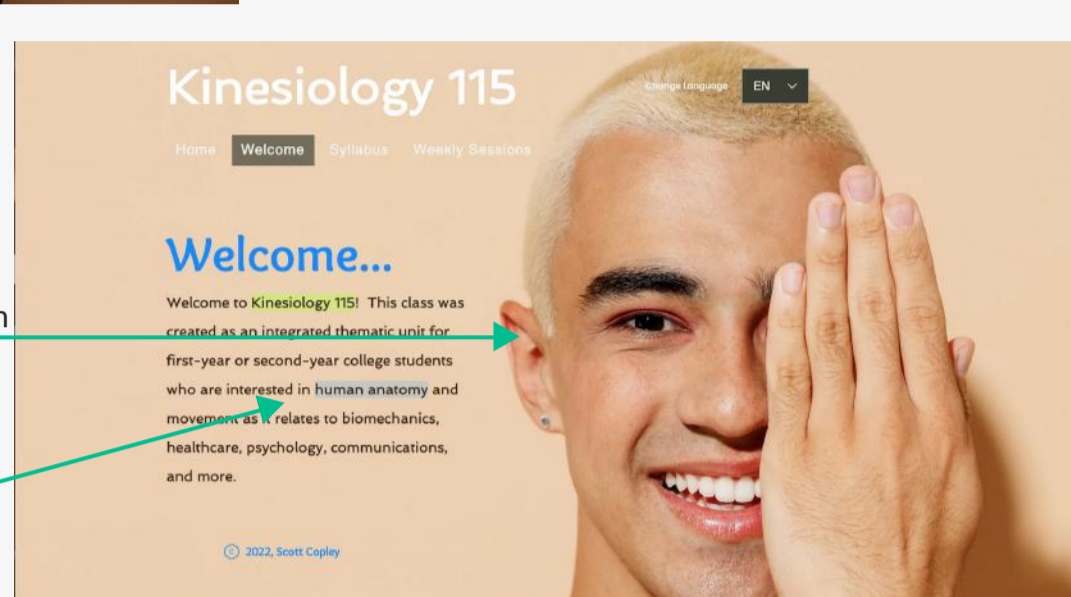 Kinesiology 115
Change Language EN
Home Welcome Syllabus Weekly Sessions
Welcome...
Welcome to Kinesiology 115! This class was
created as an integrated thematic unit for
first-year or second-year college students
who are interested in human anatomy and
movement as it relates to biomechanics,
healthcare, psychology, communications,
and more.
© 2022, Scott Copley